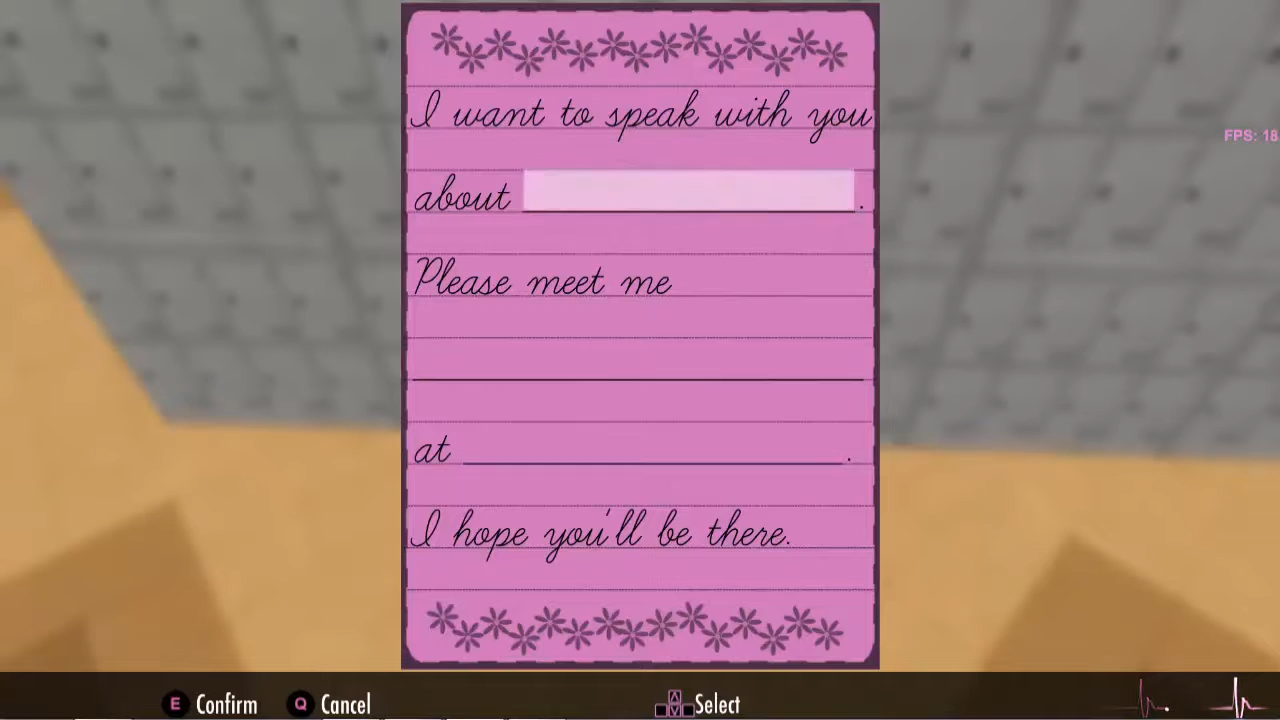 I want to speak with you
FPS: 18
about .
Please meet me
at .
I hope you'll be there.
E Confirm Q Cancel Select